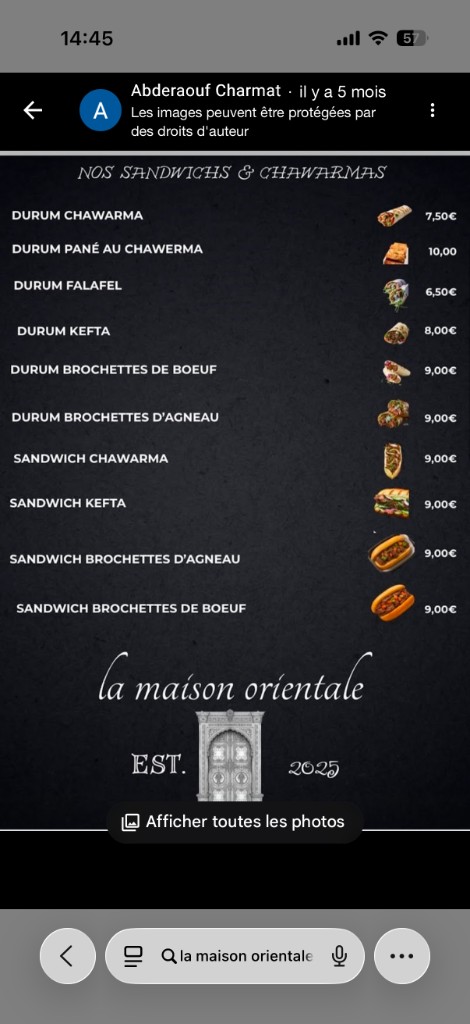 14:45
57
A
Abderaouf Charmat · il y a 5 mois
Les images peuvent être protégées par
des droits d'auteur
NOS SANDWICHS & CHAWARMAS
DURUM CHAWARMA 7,50€
DURUM PANÉ AU CHAWERMA 10,00
DURUM FALAFEL 6,50€
DURUM KEFTA 8,00€
DURUM BROCHETTES DE BOEUF 9,00€
DURUM BROCHETTES D'AGNEAU 9,00€
SANDWICH CHAWARMA 9,00€
SANDWICH KEFTA 9,00€
SANDWICH BROCHETTES D'AGNEAU 9,00€
SANDWICH BROCHETTES DE BOEUF 9,00€
la maison orientale
EST. 2025
Afficher toutes les photos
la maison orientale